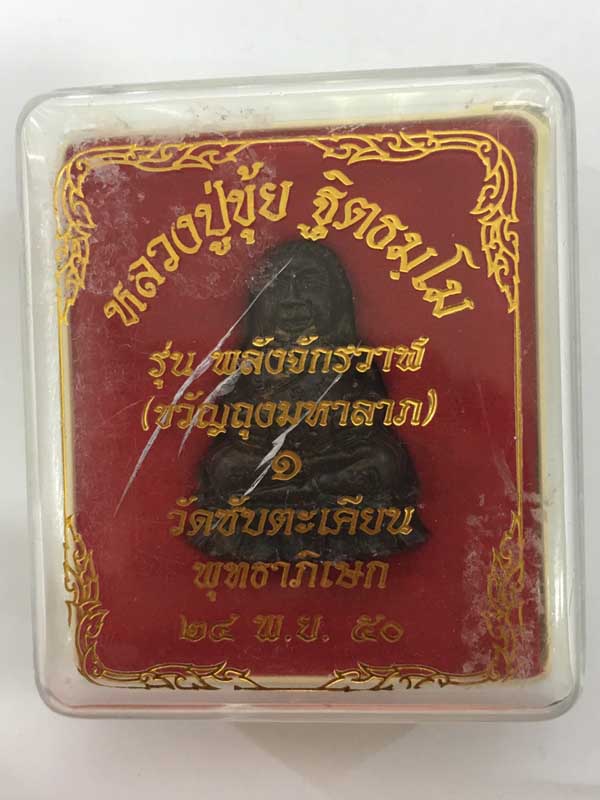 หลวงปู่ขุ้ย ฐิตธมฺโม
รุ่น พลังจักรวาฬ
(ขวัญถุงมหาลาภ)
๑
วัดซับตะเคียน
พุทธาภิเษก
๒๔ พ.ย. ๕๐